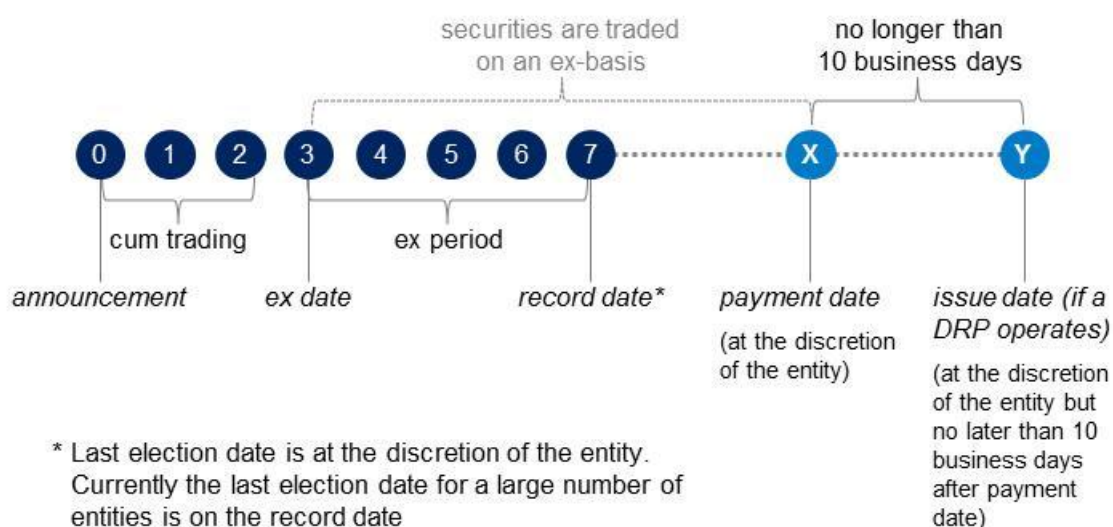 securities are traded
on an ex-basis
no longer than
10 business days
0 1 2 3 4 5 6 7 X Y
cum trading
ex period
announcement
ex date
record date*
payment date
(at the discretion
of the entity)
issue date (if a
DRP operates)
(at the discretion
of the entity but
no later than 10
business days
after payment
date)
* Last election date is at the discretion of the entity.
Currently the last election date for a large number of
entities is on the record date